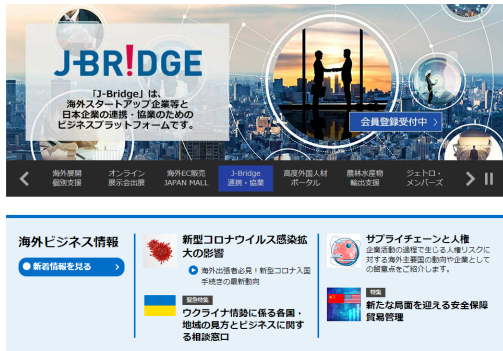 J-BR!DGE
「J-Bridge」は、
海外スタートアップ企業等と
日本企業の連携・協業のための
ビジネスプラットフォームです。
会員登録受付中
海外展開
個別支援
オンライン
展示会出展
海外EC販売
JAPAN MALL
J-Bridge
連携・協業
高度外国人材
ポータル
農林水産物
輸出支援
ジェトロ・
メンバーズ
海外ビジネス情報
新着情報を見る
新型コロナウイルス感染拡
大の影響
海外出張者必見！新型コロナ入国
手続きの最新動向
緊急特集
ウクライナ情勢に係る各国・
地域の見方とビジネスに関す
る相談窓口
サプライチェーンと人権
企業活動の過程で生じる人権リスクに
対する海外主要国の動向や企業として
の留意点をご紹介します。
特集
新たな局面を迎える安全保障
貿易管理